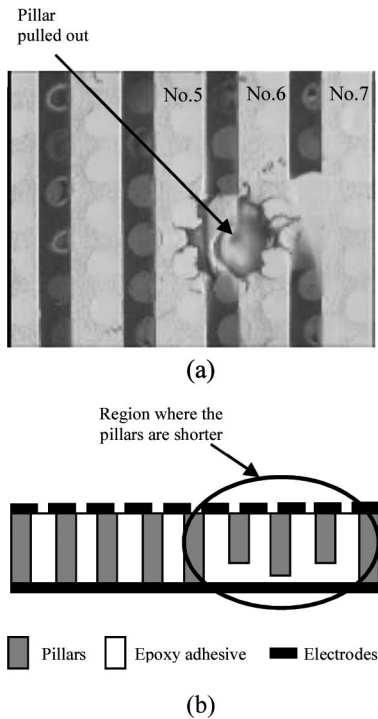 Pillar
pulled out
No.5 No.6 No.7
(a)
Region where the
pillars are shorter
Pillars Epoxy adhesive Electrodes
(b)